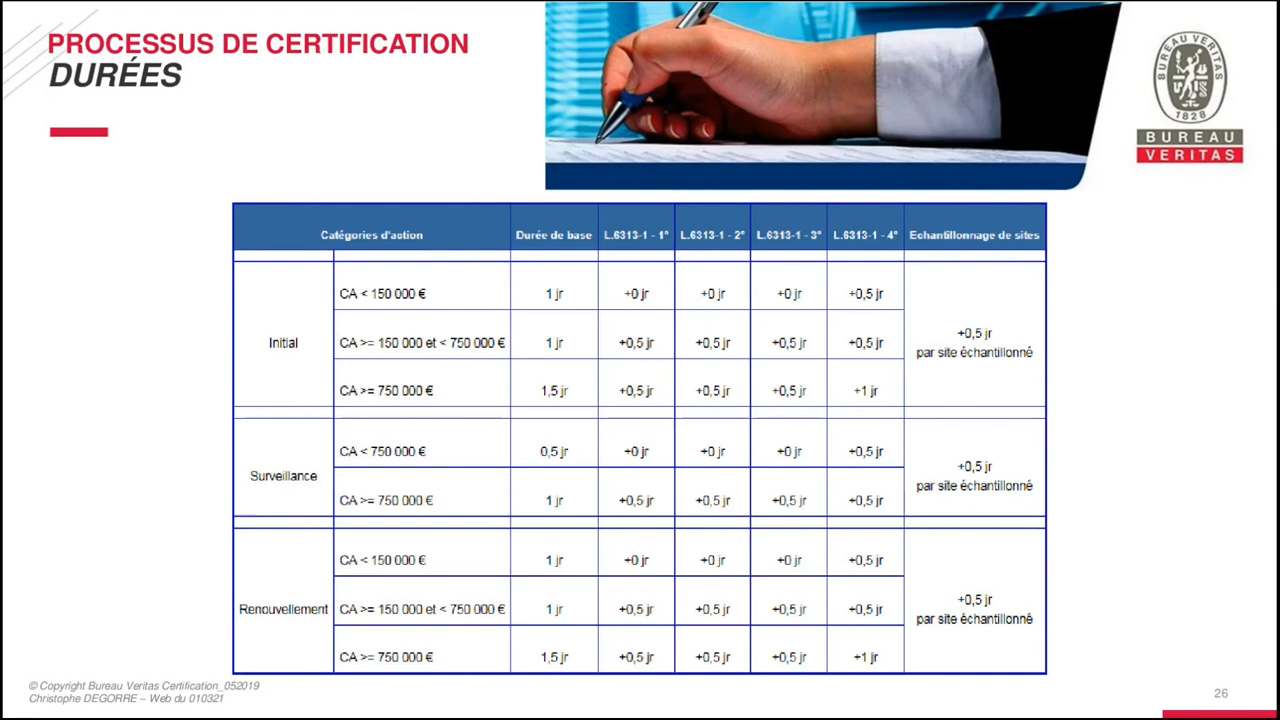 PROCESSUS DE CERTIFICATION
DURÉES
BUREAU VERITAS
1828
BUREAU
VERITAS
Catégories d'action Durée de base L.6313-1 - 1° L.6313-1 - 2° L.6313-1 - 3° L.6313-1 - 4° Echantillonnage de sites
Initial
CA < 150 000 € 1 jr +0 jr +0 jr +0 jr +0,5 jr
CA >= 150 000 et < 750 000 € 1 jr +0,5 jr +0,5 jr +0,5 jr +0,5 jr
CA >= 750 000 € 1,5 jr +0,5 jr +0,5 jr +0,5 jr +1 jr
+0,5 jr
par site échantillonné
Surveillance
CA < 750 000 € 0,5 jr +0 jr +0 jr +0 jr +0,5 jr
CA >= 750 000 € 1 jr +0,5 jr +0,5 jr +0,5 jr +0,5 jr
+0,5 jr
par site échantillonné
Renouvellement
CA < 150 000 € 1 jr +0 jr +0 jr +0 jr +0,5 jr
CA >= 150 000 et < 750 000 € 1 jr +0,5 jr +0,5 jr +0,5 jr +0,5 jr
CA >= 750 000 € 1,5 jr +0,5 jr +0,5 jr +0,5 jr +1 jr
+0,5 jr
par site échantillonné
© Copyright Bureau Veritas Certification_052019
Christophe DEGORRE – Web du 010321
26